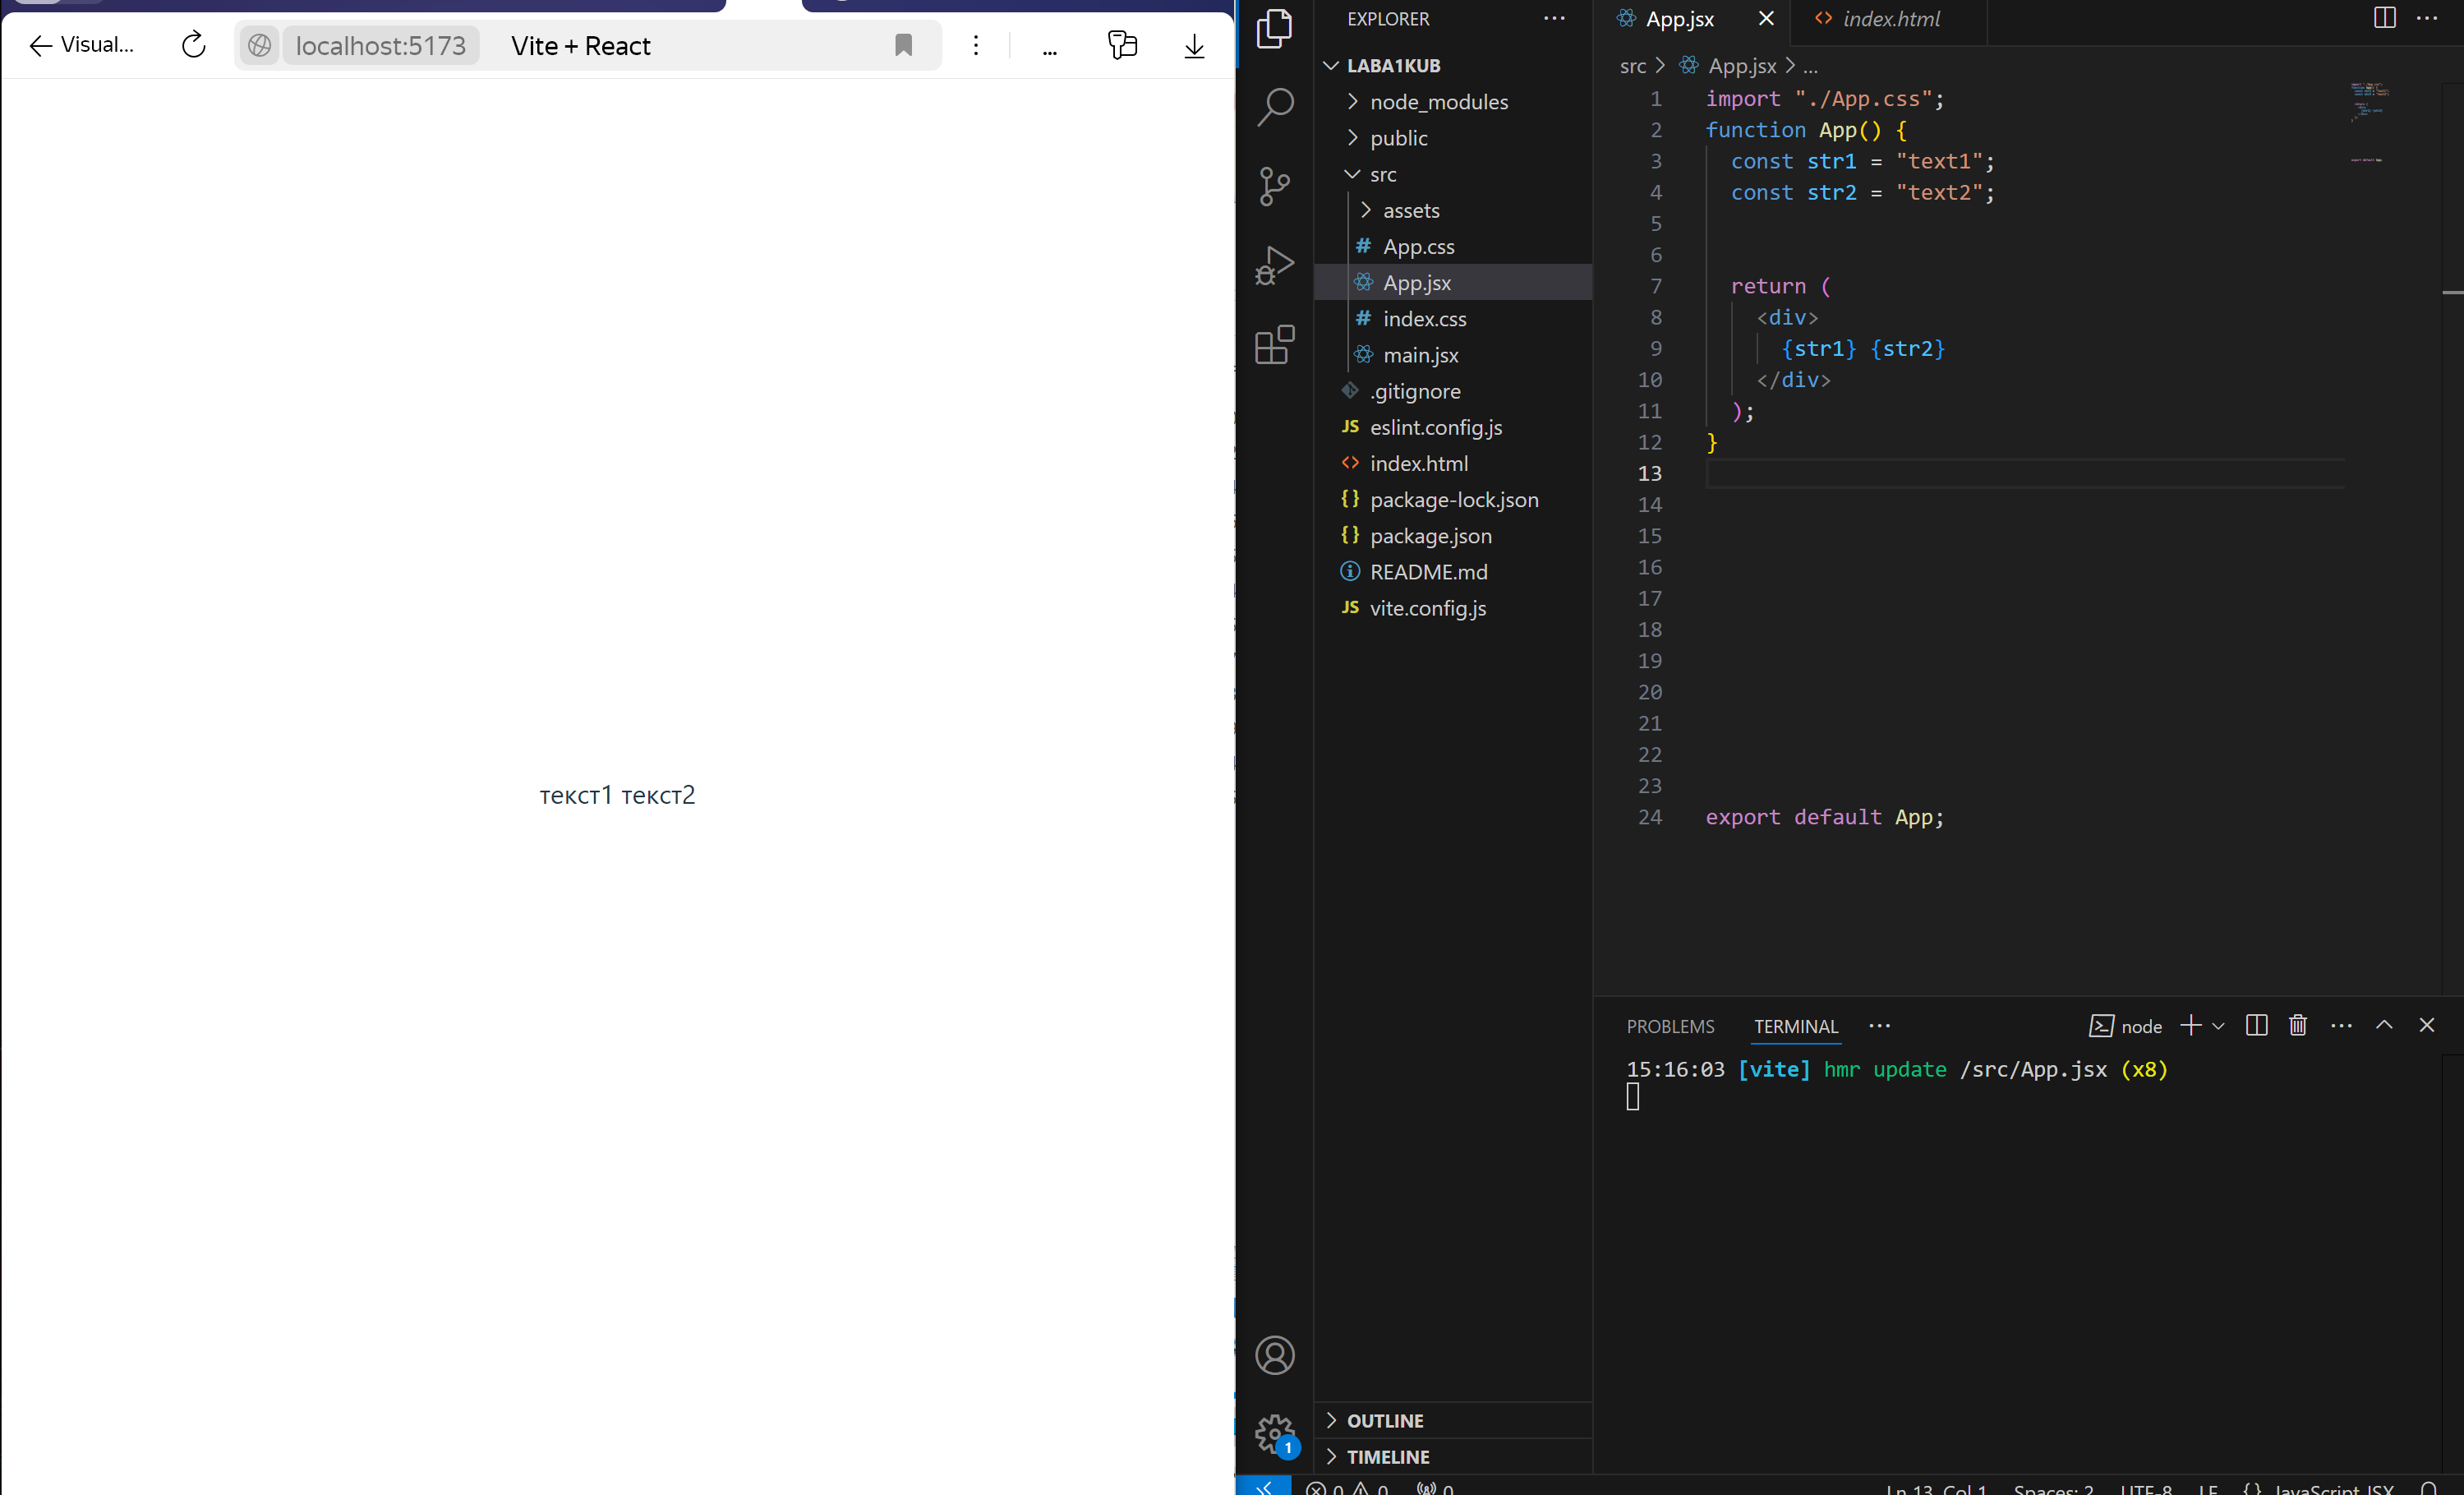 Visual...
localhost:5173
Vite + React
...
текст1 текст2
EXPLORER
LABA1KUB
node_modules
public
src
assets
App.css
App.jsx
index.css
main.jsx
.gitignore
JS eslint.config.js
index.html
{} package-lock.json
{} package.json
README.md
JS vite.config.js
OUTLINE
TIMELINE
1
App.jsx
index.html
src > App.jsx > ...
1 import "./App.css";
2 function App() {
3 const str1 = "text1";
4 const str2 = "text2";
5
6
7 return (
8 <div>
9 {str1} {str2}
10 </div>
11 );
12 }
13
14
15
16
17
18
19
20
21
22
23
24 export default App;
PROBLEMS TERMINAL ... node
15:16:03 [vite] hmr update /src/App.jsx (x8)
0 0 0 Ln 13, Col 1 Spaces: 2 UTF-8 LF {} JavaScript JSX